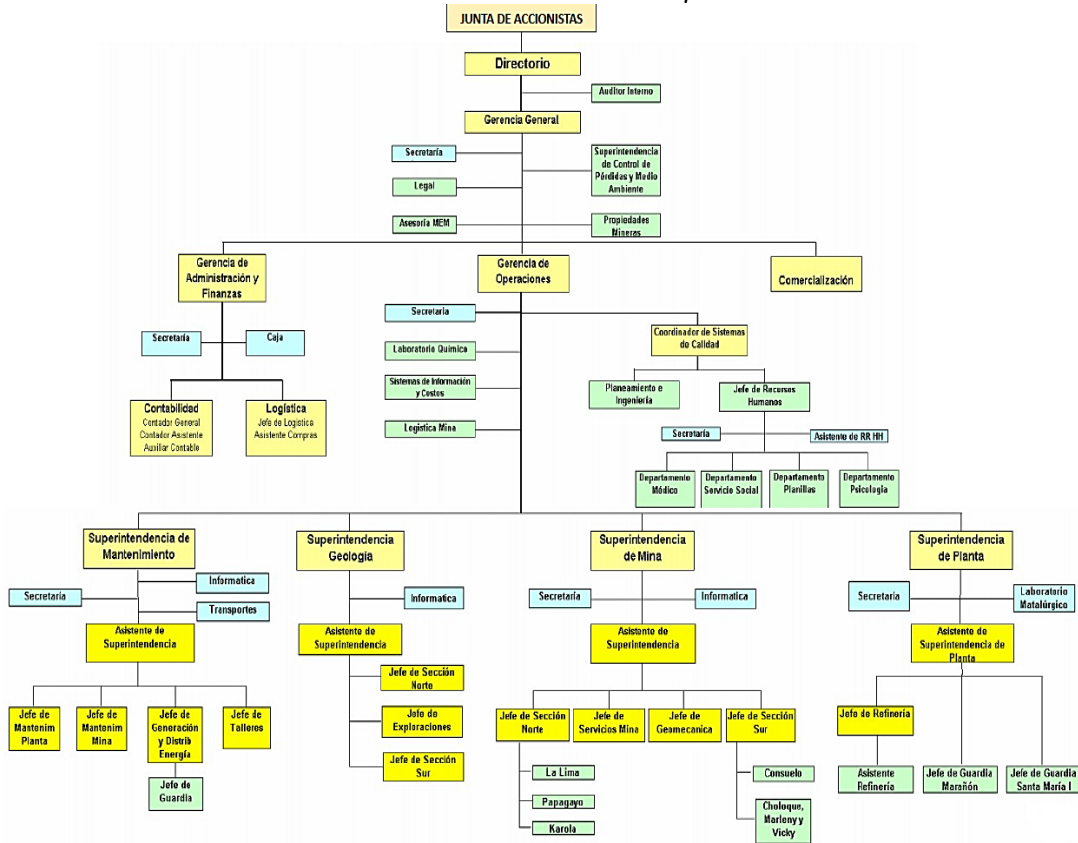 JUNTA DE ACCIONISTAS
Directorio
Auditor Interno
Gerencia General
Secretaría
Superintendencia
de Control de
Pérdidas y Medio
Ambiente
Legal
Asesoría MEM
Propiedades
Mineras
Gerencia de
Administración y
Finanzas
Gerencia de
Operaciones
Comercialización
Secretaría
Caja
Contabilidad
Contador General
Contador Asistente
Auxiliar Contable
Logística
Jefe de Logística
Asistente Compras
Secretaría
Laboratorio Quimico
Sistemas de Información
y Costos
Logistica Mina
Coordinador de Sistemas
de Calidad
Planeamiento e
Ingeniería
Jefe de Recursos
Humanos
Secretaría
Asistente de RR HH
Departamento
Médico
Departamento
Servicio Social
Departamento
Planillas
Departamento
Psicologia
Superintendencia de
Mantenimiento
Informatica
Secretaría
Transportes
Asistente de
Superintendencia
Jefe de
Mantenim
Planta
Jefe de
Mantenim
Mina
Jefe de
Generación
y Distrib
Energía
Jefe de
Talleres
Jefe de
Guardia
Superintendencia
Geología
Informatica
Asistente de
Superintendencia
Jefe de Sección
Norte
Jefe de
Exploraciones
Jefe de Sección
Sur
Superintendencia
de Mina
Secretaría
Informatica
Asistente de
Superintendencia
Jefe de Sección
Norte
Jefe de
Servicios Mina
Jefe de
Geomecanica
Jefe de Sección
Sur
La Lima
Papagayo
Karola
Consuelo
Choloque,
Marleny y
Vicky
Superintendencia
de Planta
Secretaria
Laboratorio
Matalúrgico
Asistente de
Superintendencia de
Planta
Jefe de Refinería
Asistente
Refinería
Jefe de Guardia
Marañón
Jefe de Guardia
Santa María I